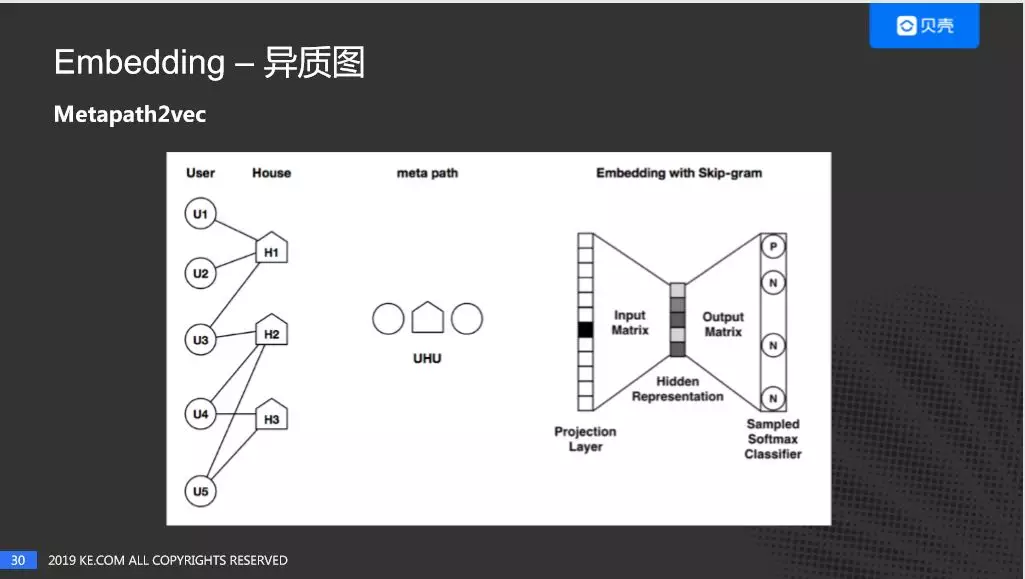 贝壳
Embedding – 异质图
Metapath2vec
User House meta path Embedding with Skip-gram
U1
H1
U2
H2
U3
U4
H3
U5
UHU
Input
Matrix
Output
Matrix
Hidden
Representation
Projection
Layer
P
N
N
N
Sampled
Softmax
Classifier
30 2019 KE.COM ALL COPYRIGHTS RESERVED